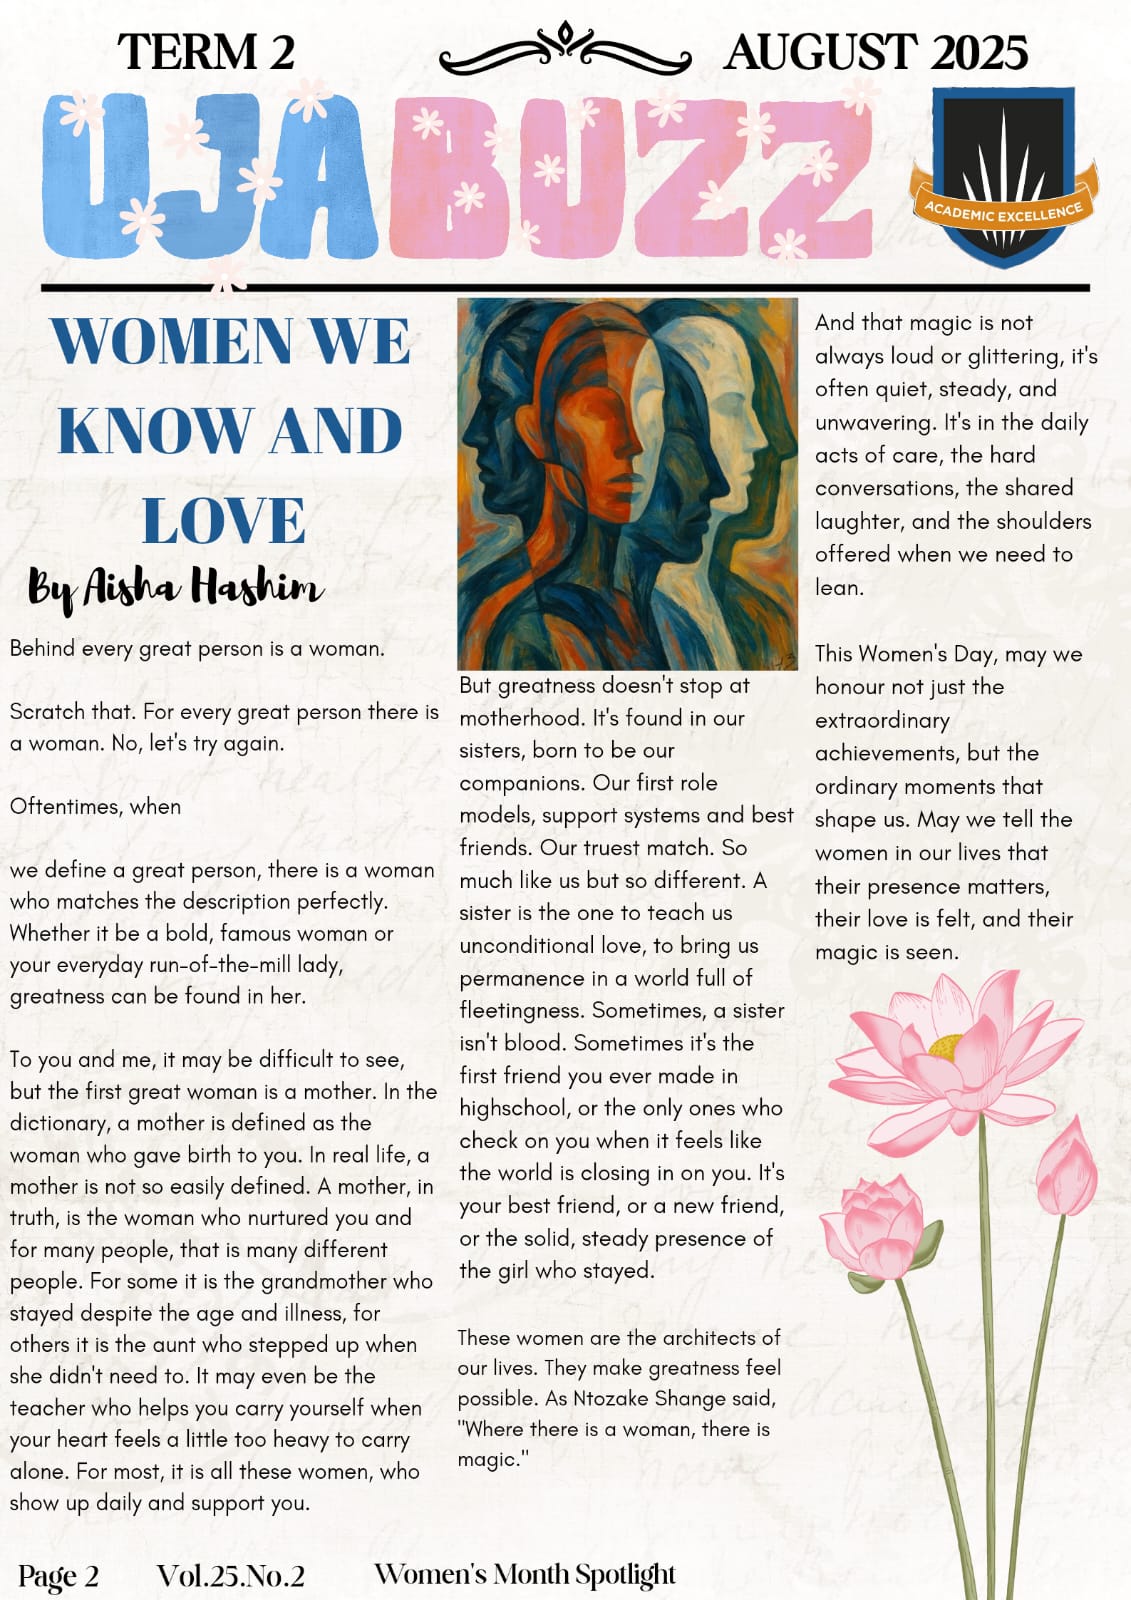 TERM 2
AUGUST 2025
UJABUZZ
ACADEMIC EXCELLENCE
WOMEN WE
KNOW AND
LOVE
By Aisha Hashim
Behind every great person is a woman.
Scratch that. For every great person there is
a woman. No, let's try again.
Oftentimes, when
we define a great person, there is a woman
who matches the description perfectly.
Whether it be a bold, famous woman or
your everyday run-of-the-mill lady,
greatness can be found in her.
To you and me, it may be difficult to see,
but the first great woman is a mother. In the
dictionary, a mother is defined as the
woman who gave birth to you. In real life, a
mother is not so easily defined. A mother, in
truth, is the woman who nurtured you and
for many people, that is many different
people. For some it is the grandmother who
stayed despite the age and illness, for
others it is the aunt who stepped up when
she didn't need to. It may even be the
teacher who helps you carry yourself when
your heart feels a little too heavy to carry
alone. For most, it is all these women, who
show up daily and support you.
But greatness doesn't stop at
motherhood. It's found in our
sisters, born to be our
companions. Our first role
models, support systems and best
friends. Our truest match. So
much like us but so different. A
sister is the one to teach us
unconditional love, to bring us
permanence in a world full of
fleetingness. Sometimes, a sister
isn't blood. Sometimes it's the
first friend you ever made in
highschool, or the only ones who
check on you when it feels like
the world is closing in on you. It's
your best friend, or a new friend,
or the solid, steady presence of
the girl who stayed.
These women are the architects of
our lives. They make greatness feel
possible. As Ntozake Shange said,
"Where there is a woman, there is
magic."
And that magic is not
always loud or glittering, it's
often quiet, steady, and
unwavering. It's in the daily
acts of care, the hard
conversations, the shared
laughter, and the shoulders
offered when we need to
lean.
This Women's Day, may we
honour not just the
extraordinary
achievements, but the
ordinary moments that
shape us. May we tell the
women in our lives that
their presence matters,
their love is felt, and their
magic is seen.
Page 2
Vol.25.No.2
Women's Month Spotlight